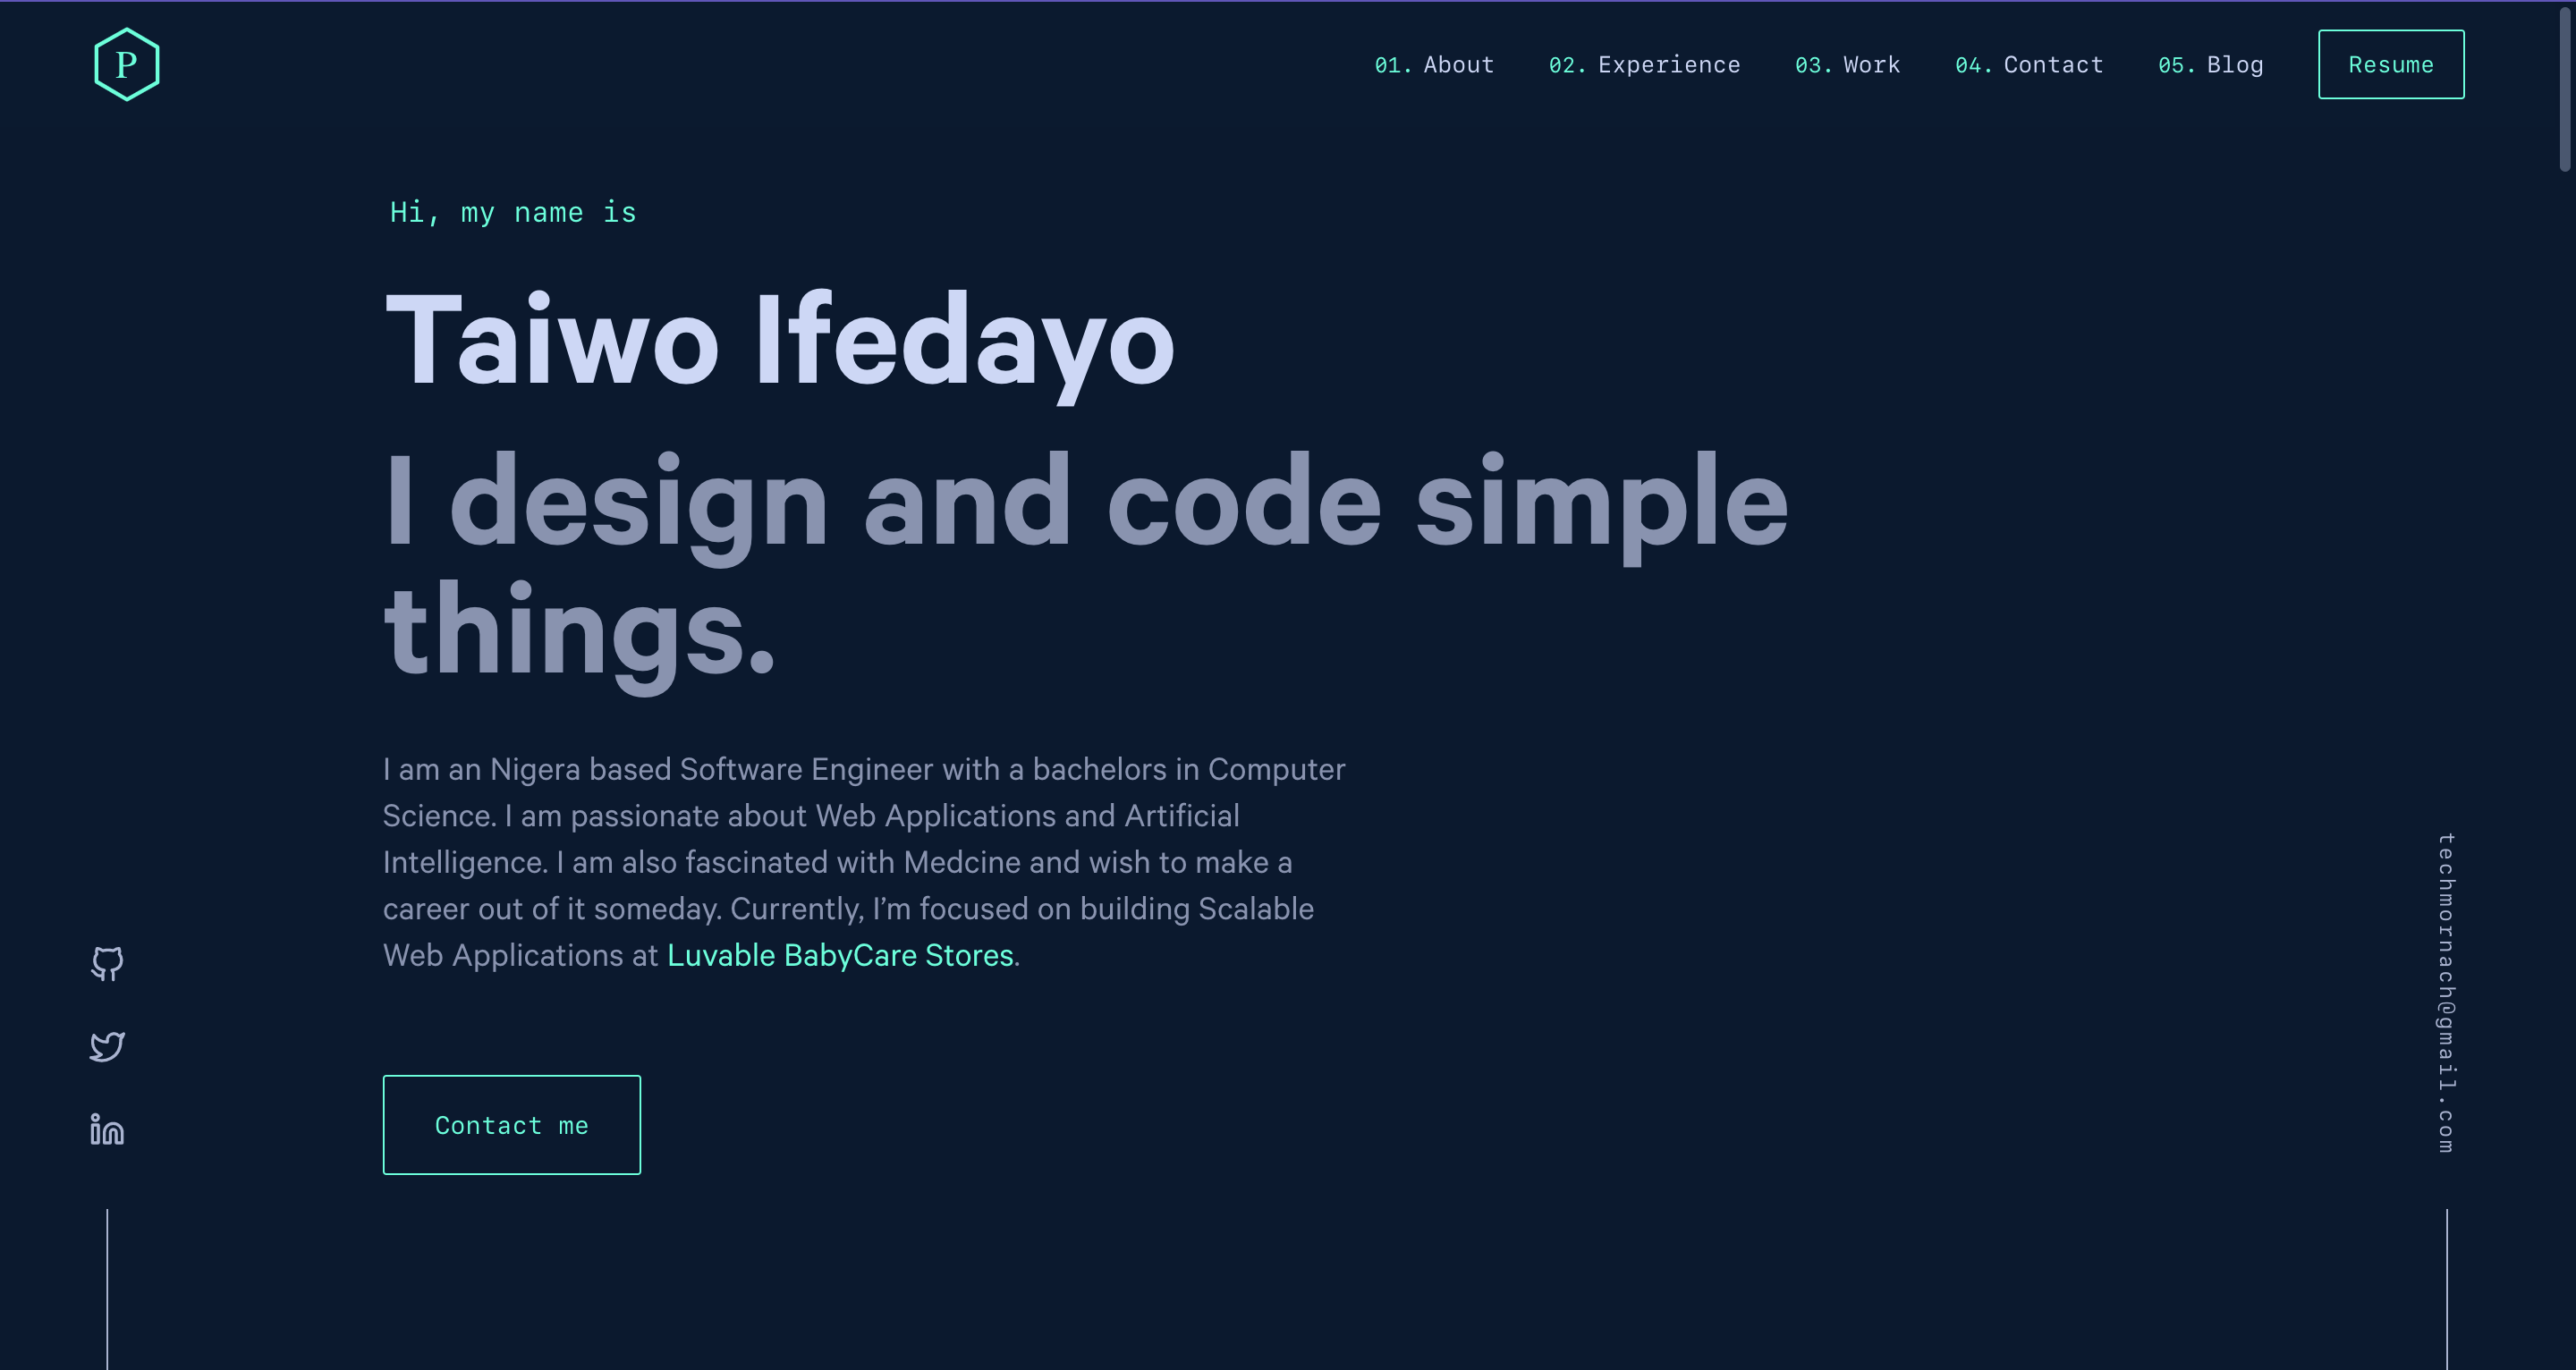 P
01. About 02. Experience 03. Work 04. Contact 05. Blog Resume
Hi, my name is
Taiwo Ifedayo
I design and code simple
things.
I am an Nigera based Software Engineer with a bachelors in Computer
Science. I am passionate about Web Applications and Artificial
Intelligence. I am also fascinated with Medcine and wish to make a
career out of it someday. Currently, I’m focused on building Scalable
Web Applications at Luvable BabyCare Stores.
Contact me
in
techmornach@gmail.com